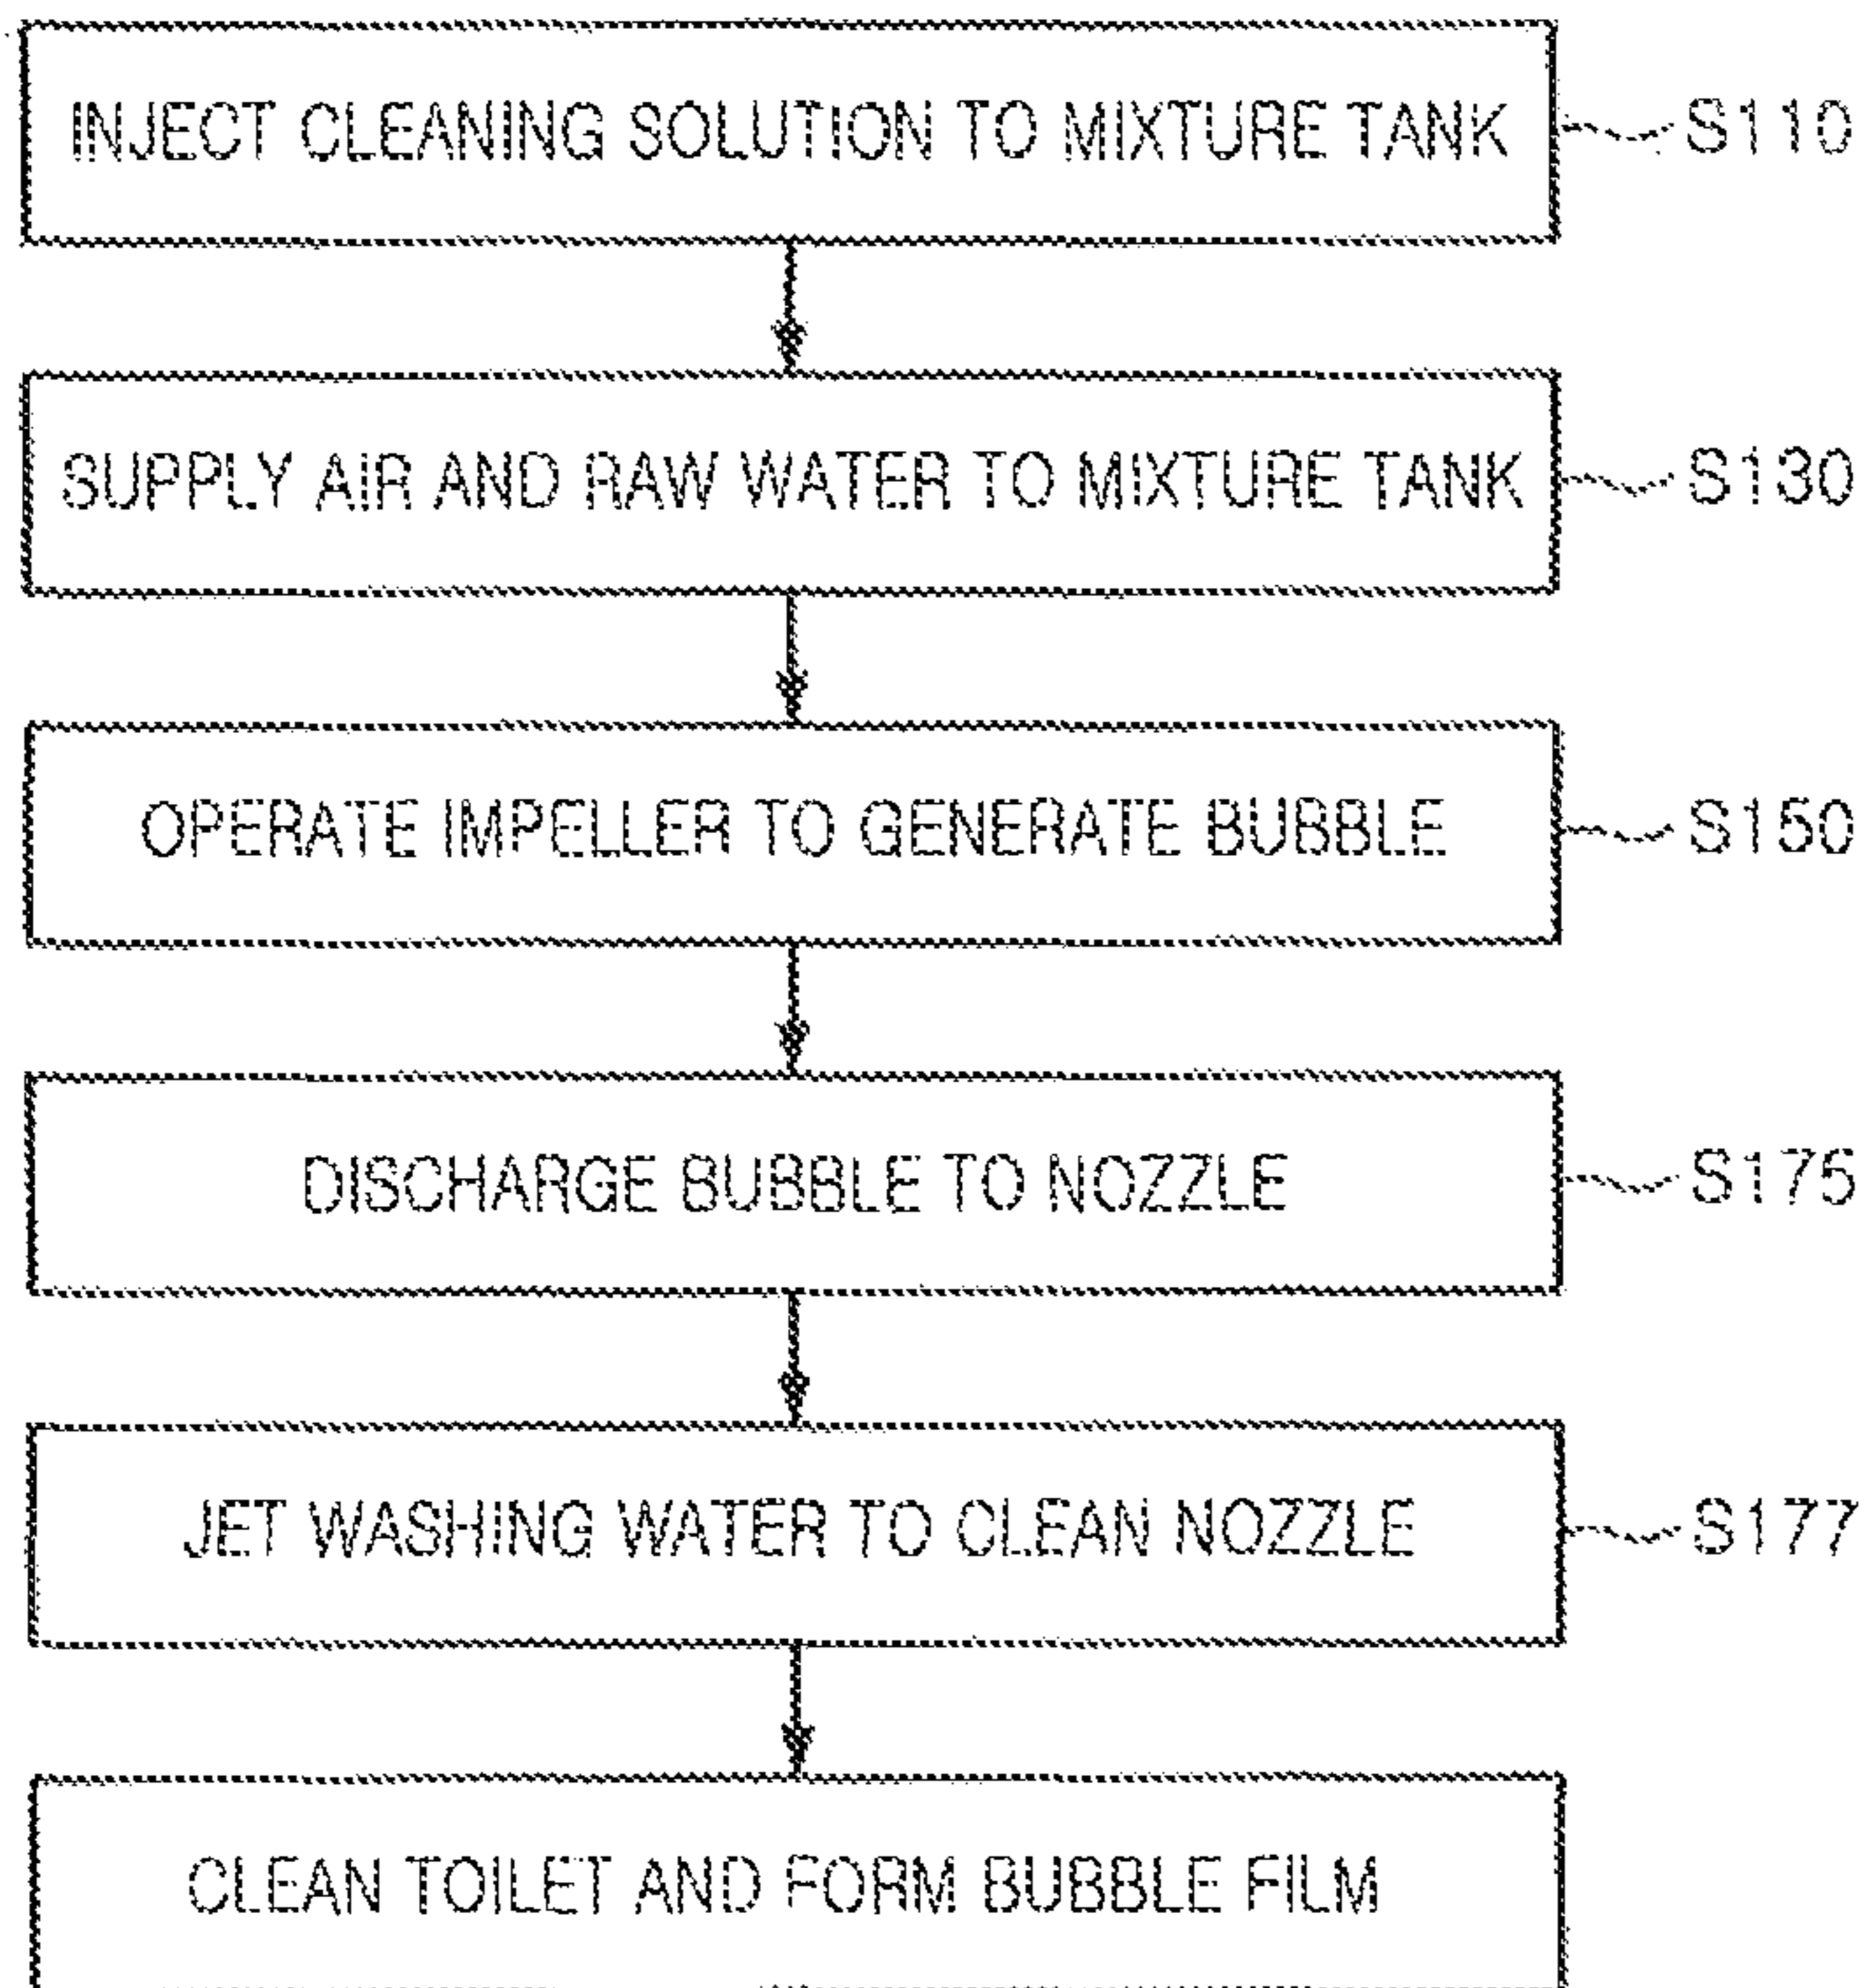 INJECT CLEANING SOLUTION TO MIXTURE TANK S110
SUPPLY AIR AND RAW WATER TO MIXTURE TANK S130
OPERATE IMPELLER TO GENERATE BUBBLE S150
DISCHARGE BUBBLE TO NOZZLE S175
JET WASHING WATER TO CLEAN NOZZLE S177
CLEAN TOILET AND FORM BUBBLE FILM